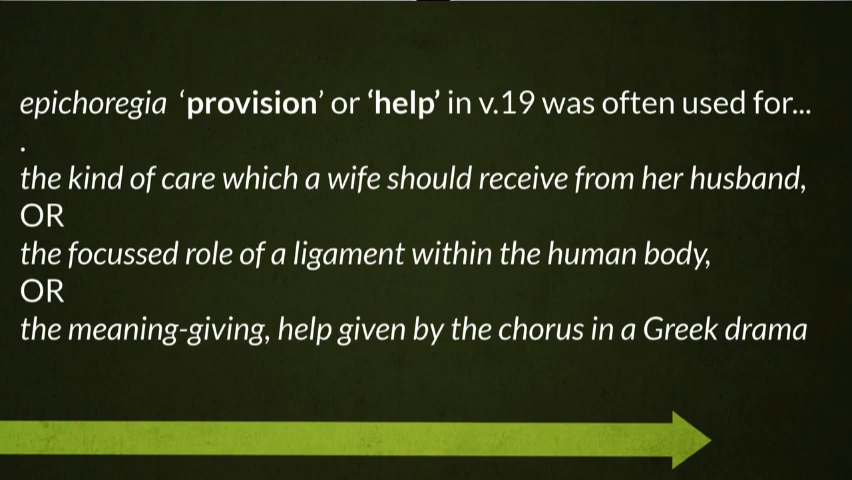 epichoregia ‘provision’ or ‘help’ in v.19 was often used for...
.
the kind of care which a wife should receive from her husband,
OR
the focussed role of a ligament within the human body,
OR
the meaning-giving, help given by the chorus in a Greek drama